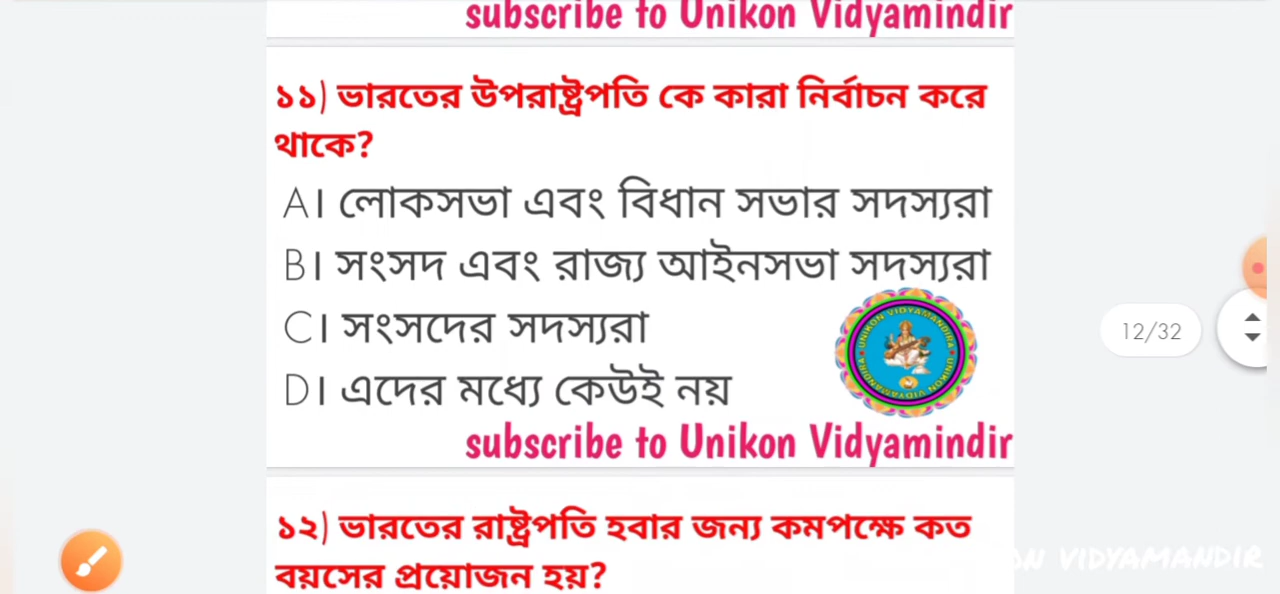 subscribe to Unikon Vidyamindir
১১) ভারতের উপরাষ্ট্রপতি কে কারা নির্বাচন করে
থাকে?
A। লোকসভা এবং বিধান সভার সদস্যরা
B। সংসদ এবং রাজ্য আইনসভা সদস্যরা
C। সংসদের সদস্যরা
D। এদের মধ্যে কেউই নয়
UNIKON VIDYAMANDIRA
12/32
subscribe to Unikon Vidyamindir
১২) ভারতের রাষ্ট্রপতি হবার জন্য কমপক্ষে কত
বয়সের প্রয়োজন হয়?
VIDYAMANDIR